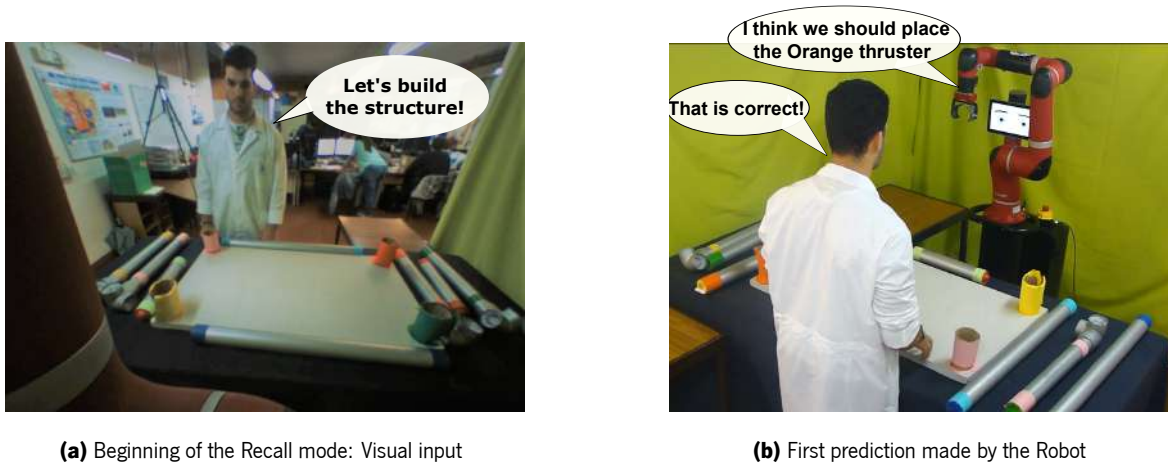 Let's build
the structure!
I think we should place
the Orange thruster
That is correct!
(a) Beginning of the Recall mode: Visual input
(b) First prediction made by the Robot